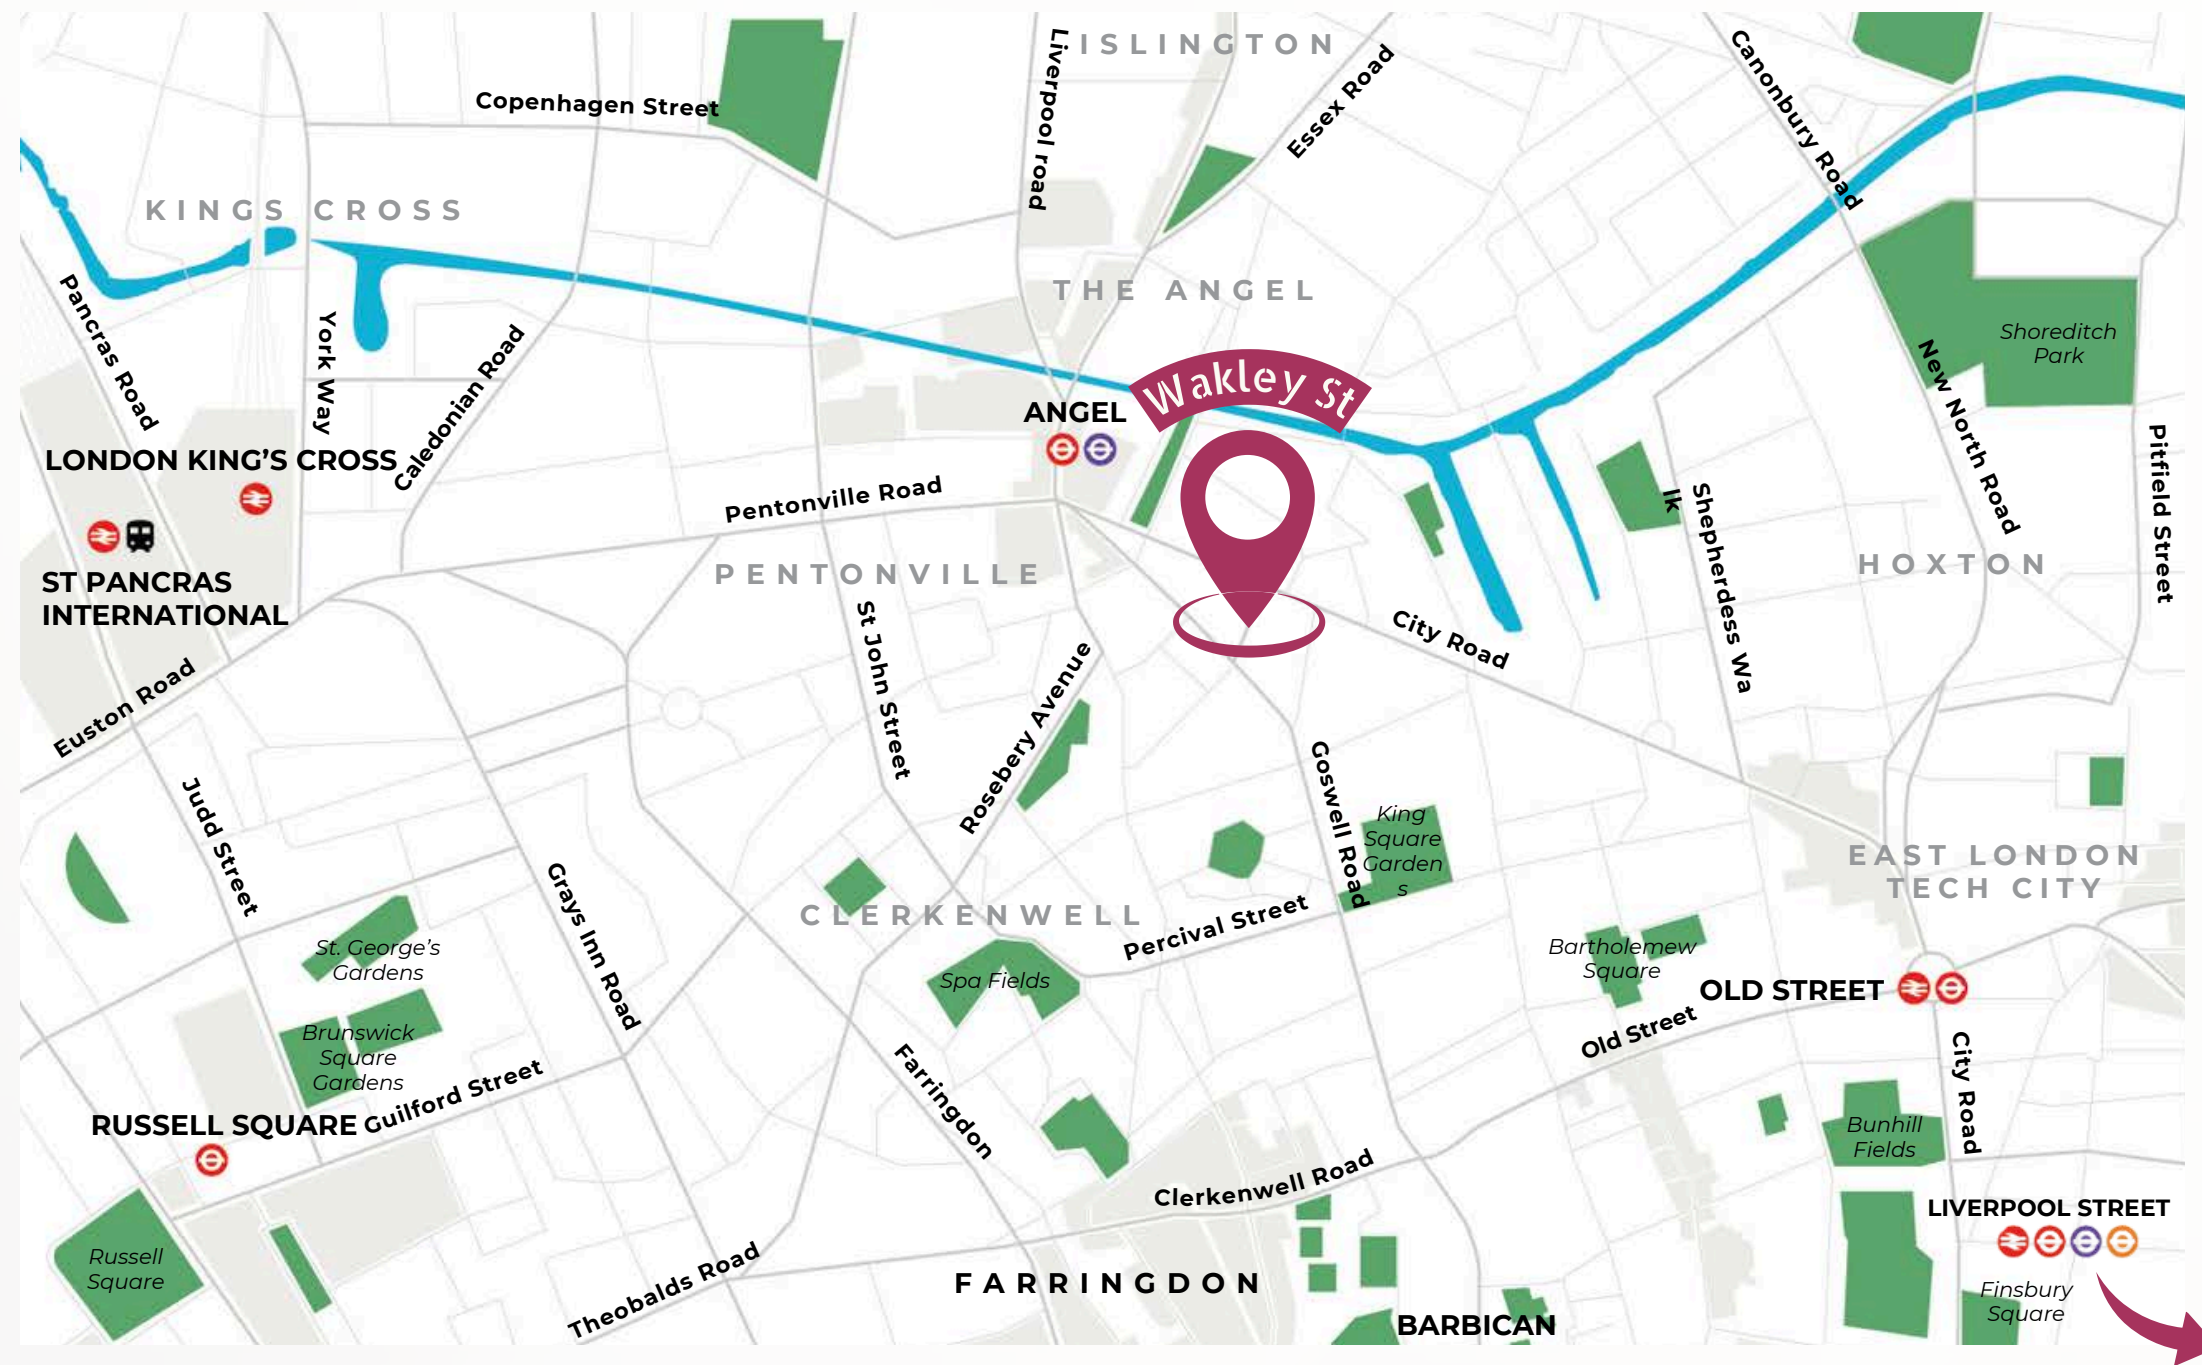 ISLINGTON
Liverpool road
Essex Road
Canonbury Road
Copenhagen Street
KINGS CROSS
THE ANGEL
Pancras Road
York Way
Caledonian Road
Shoreditch
Park
New North Road
Wakley St
ANGEL
LONDON KING'S CROSS
Pentonville Road
Shepherdess Wa
lk
Pitfield Street
ST PANCRAS
INTERNATIONAL
PENTONVILLE
HOXTON
St John Street
City Road
Rosebery Avenue
Euston Road
Judd Street
Goswell Road
King
Square
Garden
s
EAST LONDON
TECH CITY
Grays Inn Road
CLERKENWELL
Percival Street
St. George's
Gardens
Spa Fields
Bartholemew
Square
OLD STREET
Old Street
Brunswick
Square
Gardens
Guilford Street
RUSSELL SQUARE
Farringdon
City Road
Bunhill
Fields
Clerkenwell Road
LIVERPOOL STREET
Russell
Square
Theobalds Road
FARRINGDON
BARBICAN
Finsbury
Square